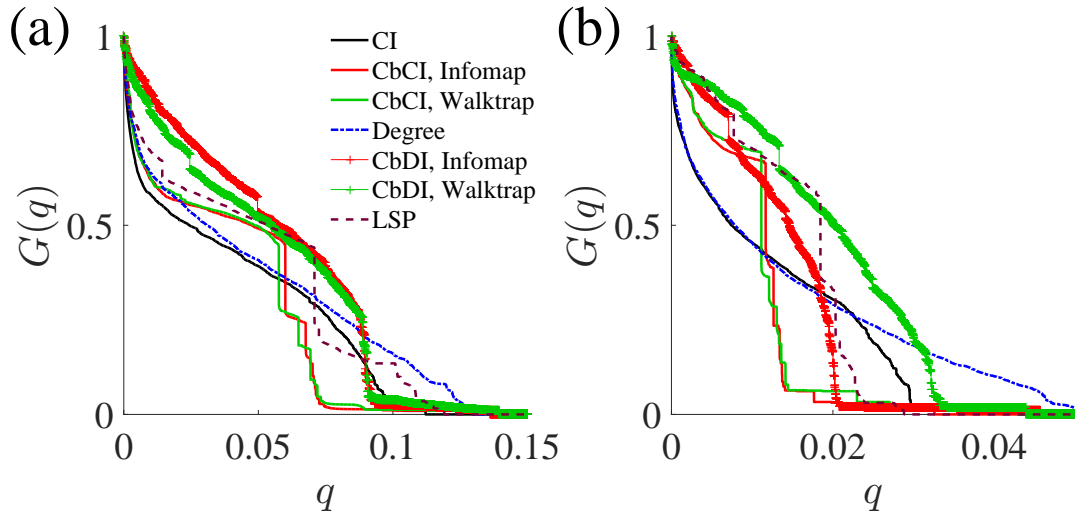 (a)
1
0.5
0
G(q)
CI
CbCI, Infomap
CbCI, Walktrap
Degree
CbDI, Infomap
CbDI, Walktrap
LSP
0
0.05
0.1
0.15
q
(b)
1
0.5
0
G(q)
0
0.02
0.04
q